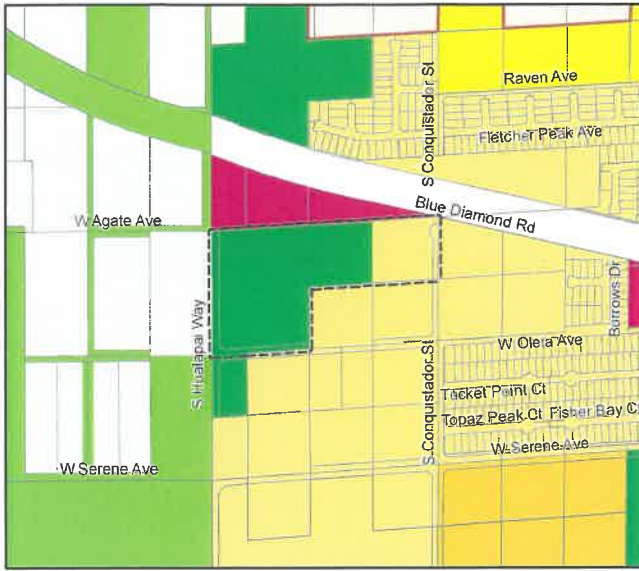 Raven Ave
S Conquistador St
Fletcher Peak Ave
Blue Diamond Rd
W Agate Ave
S Hualapai Way
Burrows Dr
W Olera Ave
S Conquistador St
Tucket Point Ct
Topaz Peak Ct Fisher Bay C
W Serene Ave
W Serene Ave